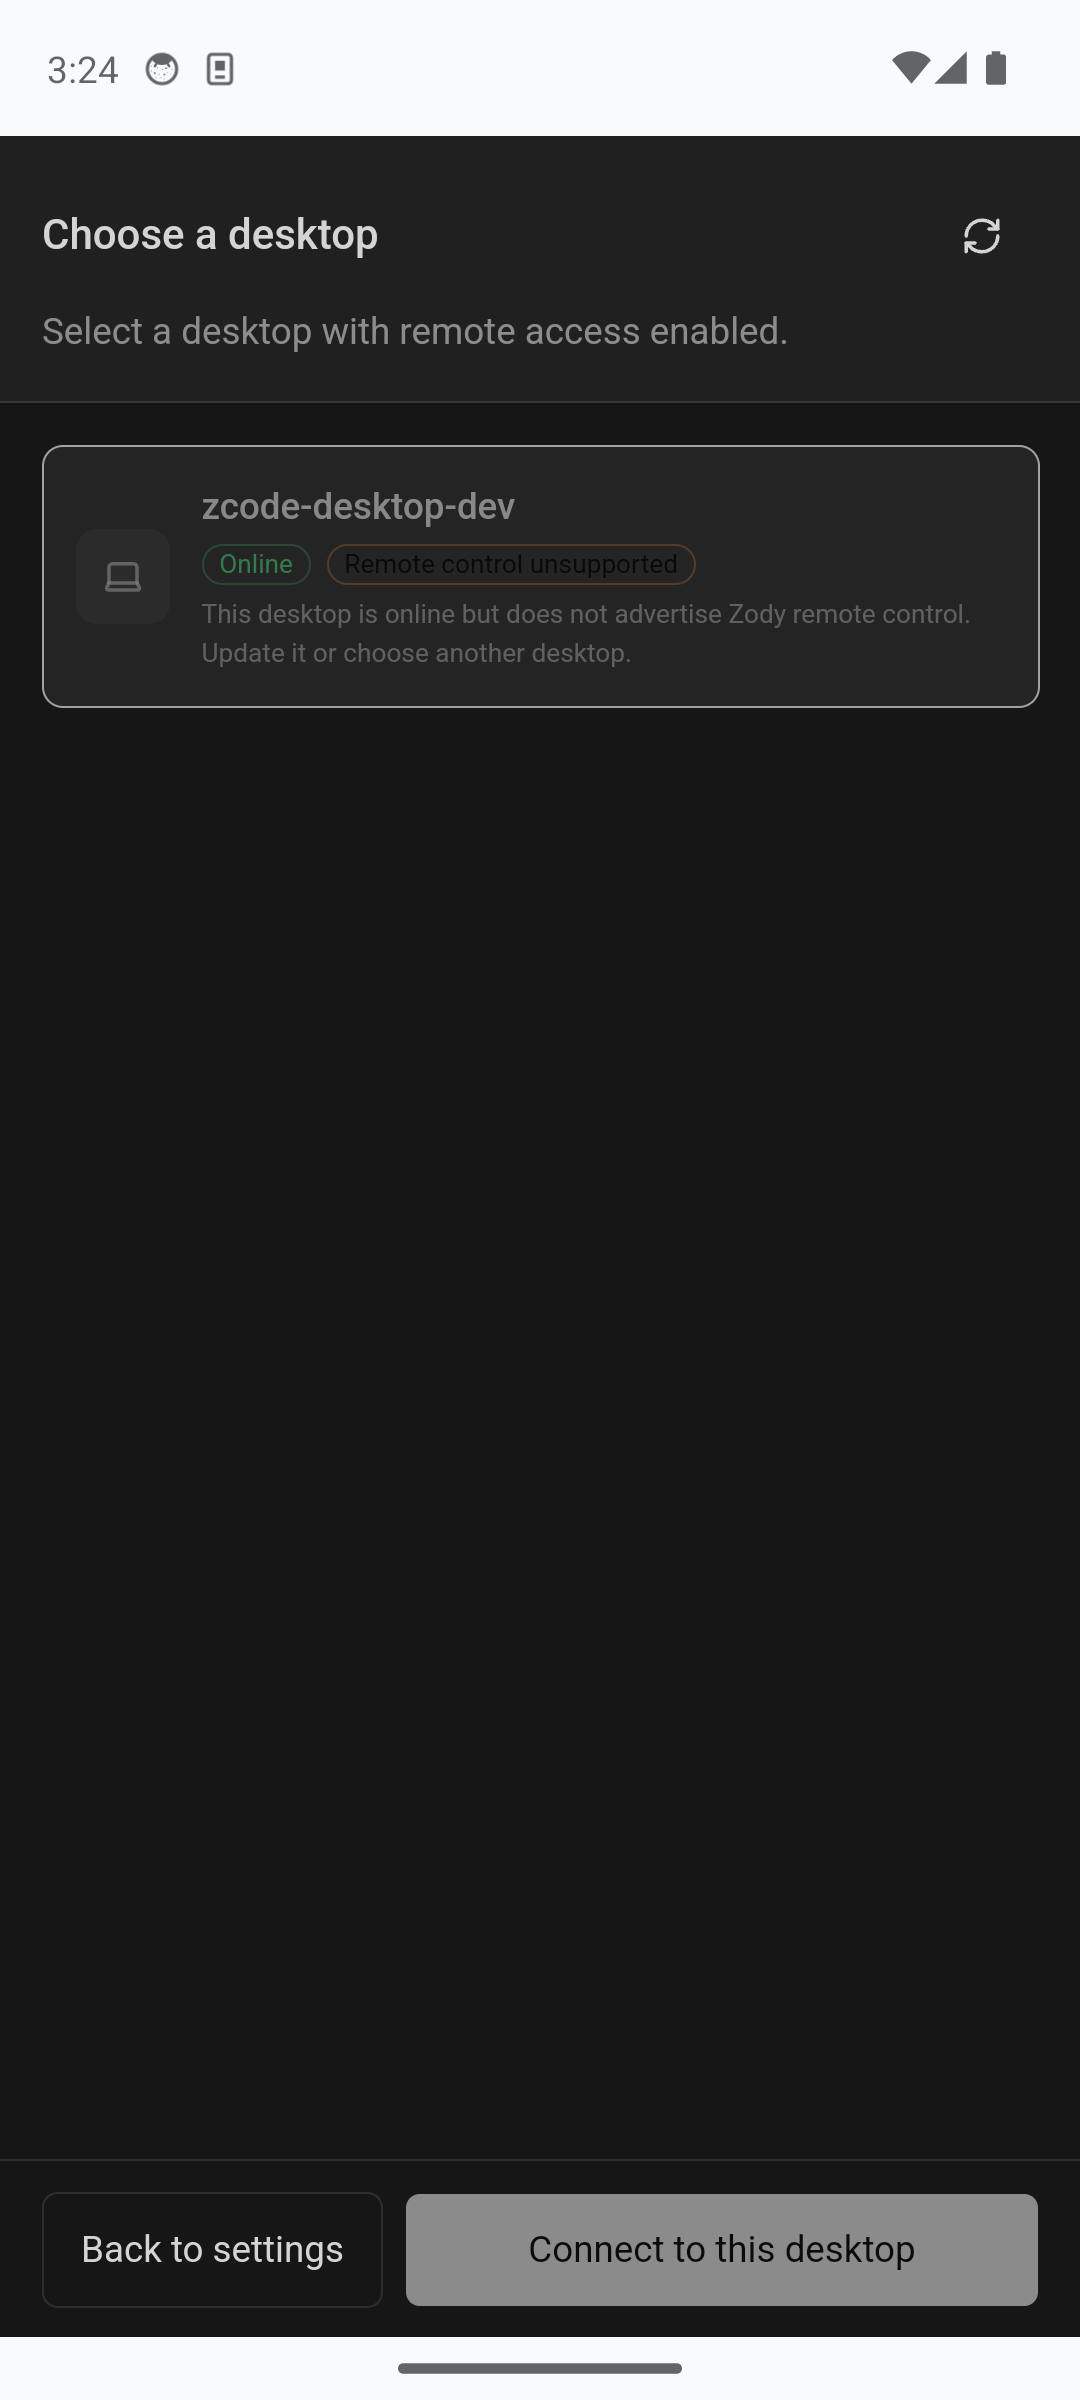 3:24
Choose a desktop
Select a desktop with remote access enabled.
zcode-desktop-dev
Online
Remote control unsupported
This desktop is online but does not advertise Zody remote control.
Update it or choose another desktop.
Back to settings
Connect to this desktop